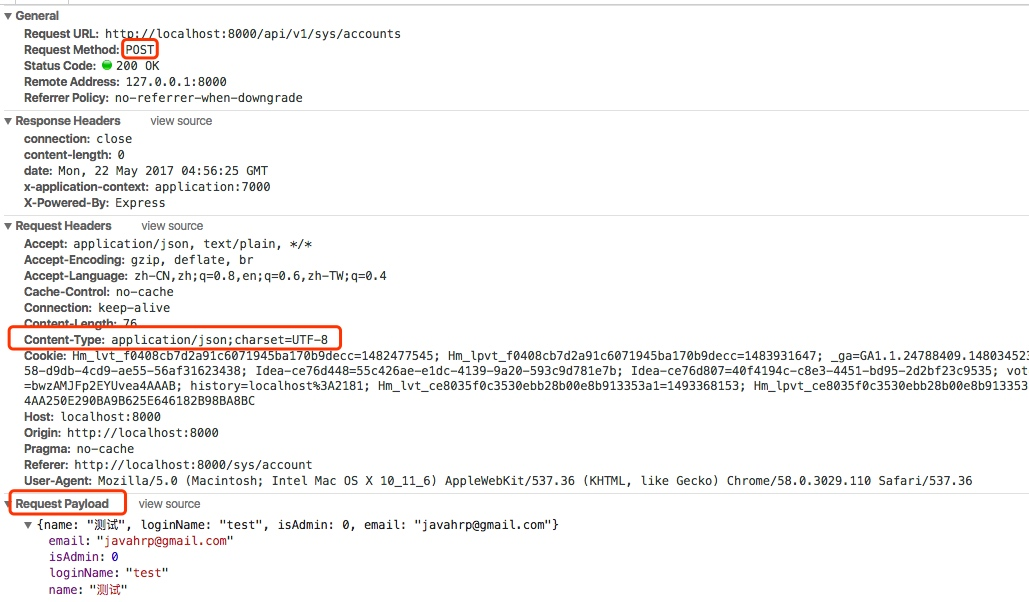 General
Request URL: http://localhost:8000/api/v1/sys/accounts
Request Method: POST
Status Code: 200 OK
Remote Address: 127.0.0.1:8000
Referrer Policy: no-referrer-when-downgrade
Response Headers view source
connection: close
content-length: 0
date: Mon, 22 May 2017 04:56:25 GMT
x-application-context: application:7000
X-Powered-By: Express
Request Headers view source
Accept: application/json, text/plain, */*
Accept-Encoding: gzip, deflate, br
Accept-Language: zh-CN,zh;q=0.8,en;q=0.6,zh-TW;q=0.4
Cache-Control: no-cache
Connection: keep-alive
Content-Length: 76
Content-Type: application/json;charset=UTF-8
Cookie: Hm_lvt_f0408cb7d2a91c6071945ba170b9decc=1482477545; Hm_lpvt_f0408cb7d2a91c6071945ba170b9decc=1483931647; _ga=GA1.1.24788409.148034523
58-d9db-4cd9-ae55-56af31623438; Idea-ce76d448=55c426ae-e1dc-4139-9a20-593c9d781e7b; Idea-ce76d807=40f4194c-c8e3-4451-bd95-2d2bf23c9535; vot
=bwzAMJFp2EYUvea4AAAB; history=localhost%3A2181; Hm_lvt_ce8035f0c3530ebb28b00e8b913353a1=1493368153; Hm_lpvt_ce8035f0c3530ebb28b00e8b913353
4AA250E290BA9B625E646182B98BA8BC
Host: localhost:8000
Origin: http://localhost:8000
Pragma: no-cache
Referer: http://localhost:8000/sys/account
User-Agent: Mozilla/5.0 (Macintosh; Intel Mac OS X 10_11_6) AppleWebKit/537.36 (KHTML, like Gecko) Chrome/58.0.3029.110 Safari/537.36
Request Payload view source
{name: "测试", loginName: "test", isAdmin: 0, email: "javahrp@gmail.com"}
email: "javahrp@gmail.com"
isAdmin: 0
loginName: "test"
name: "测试"